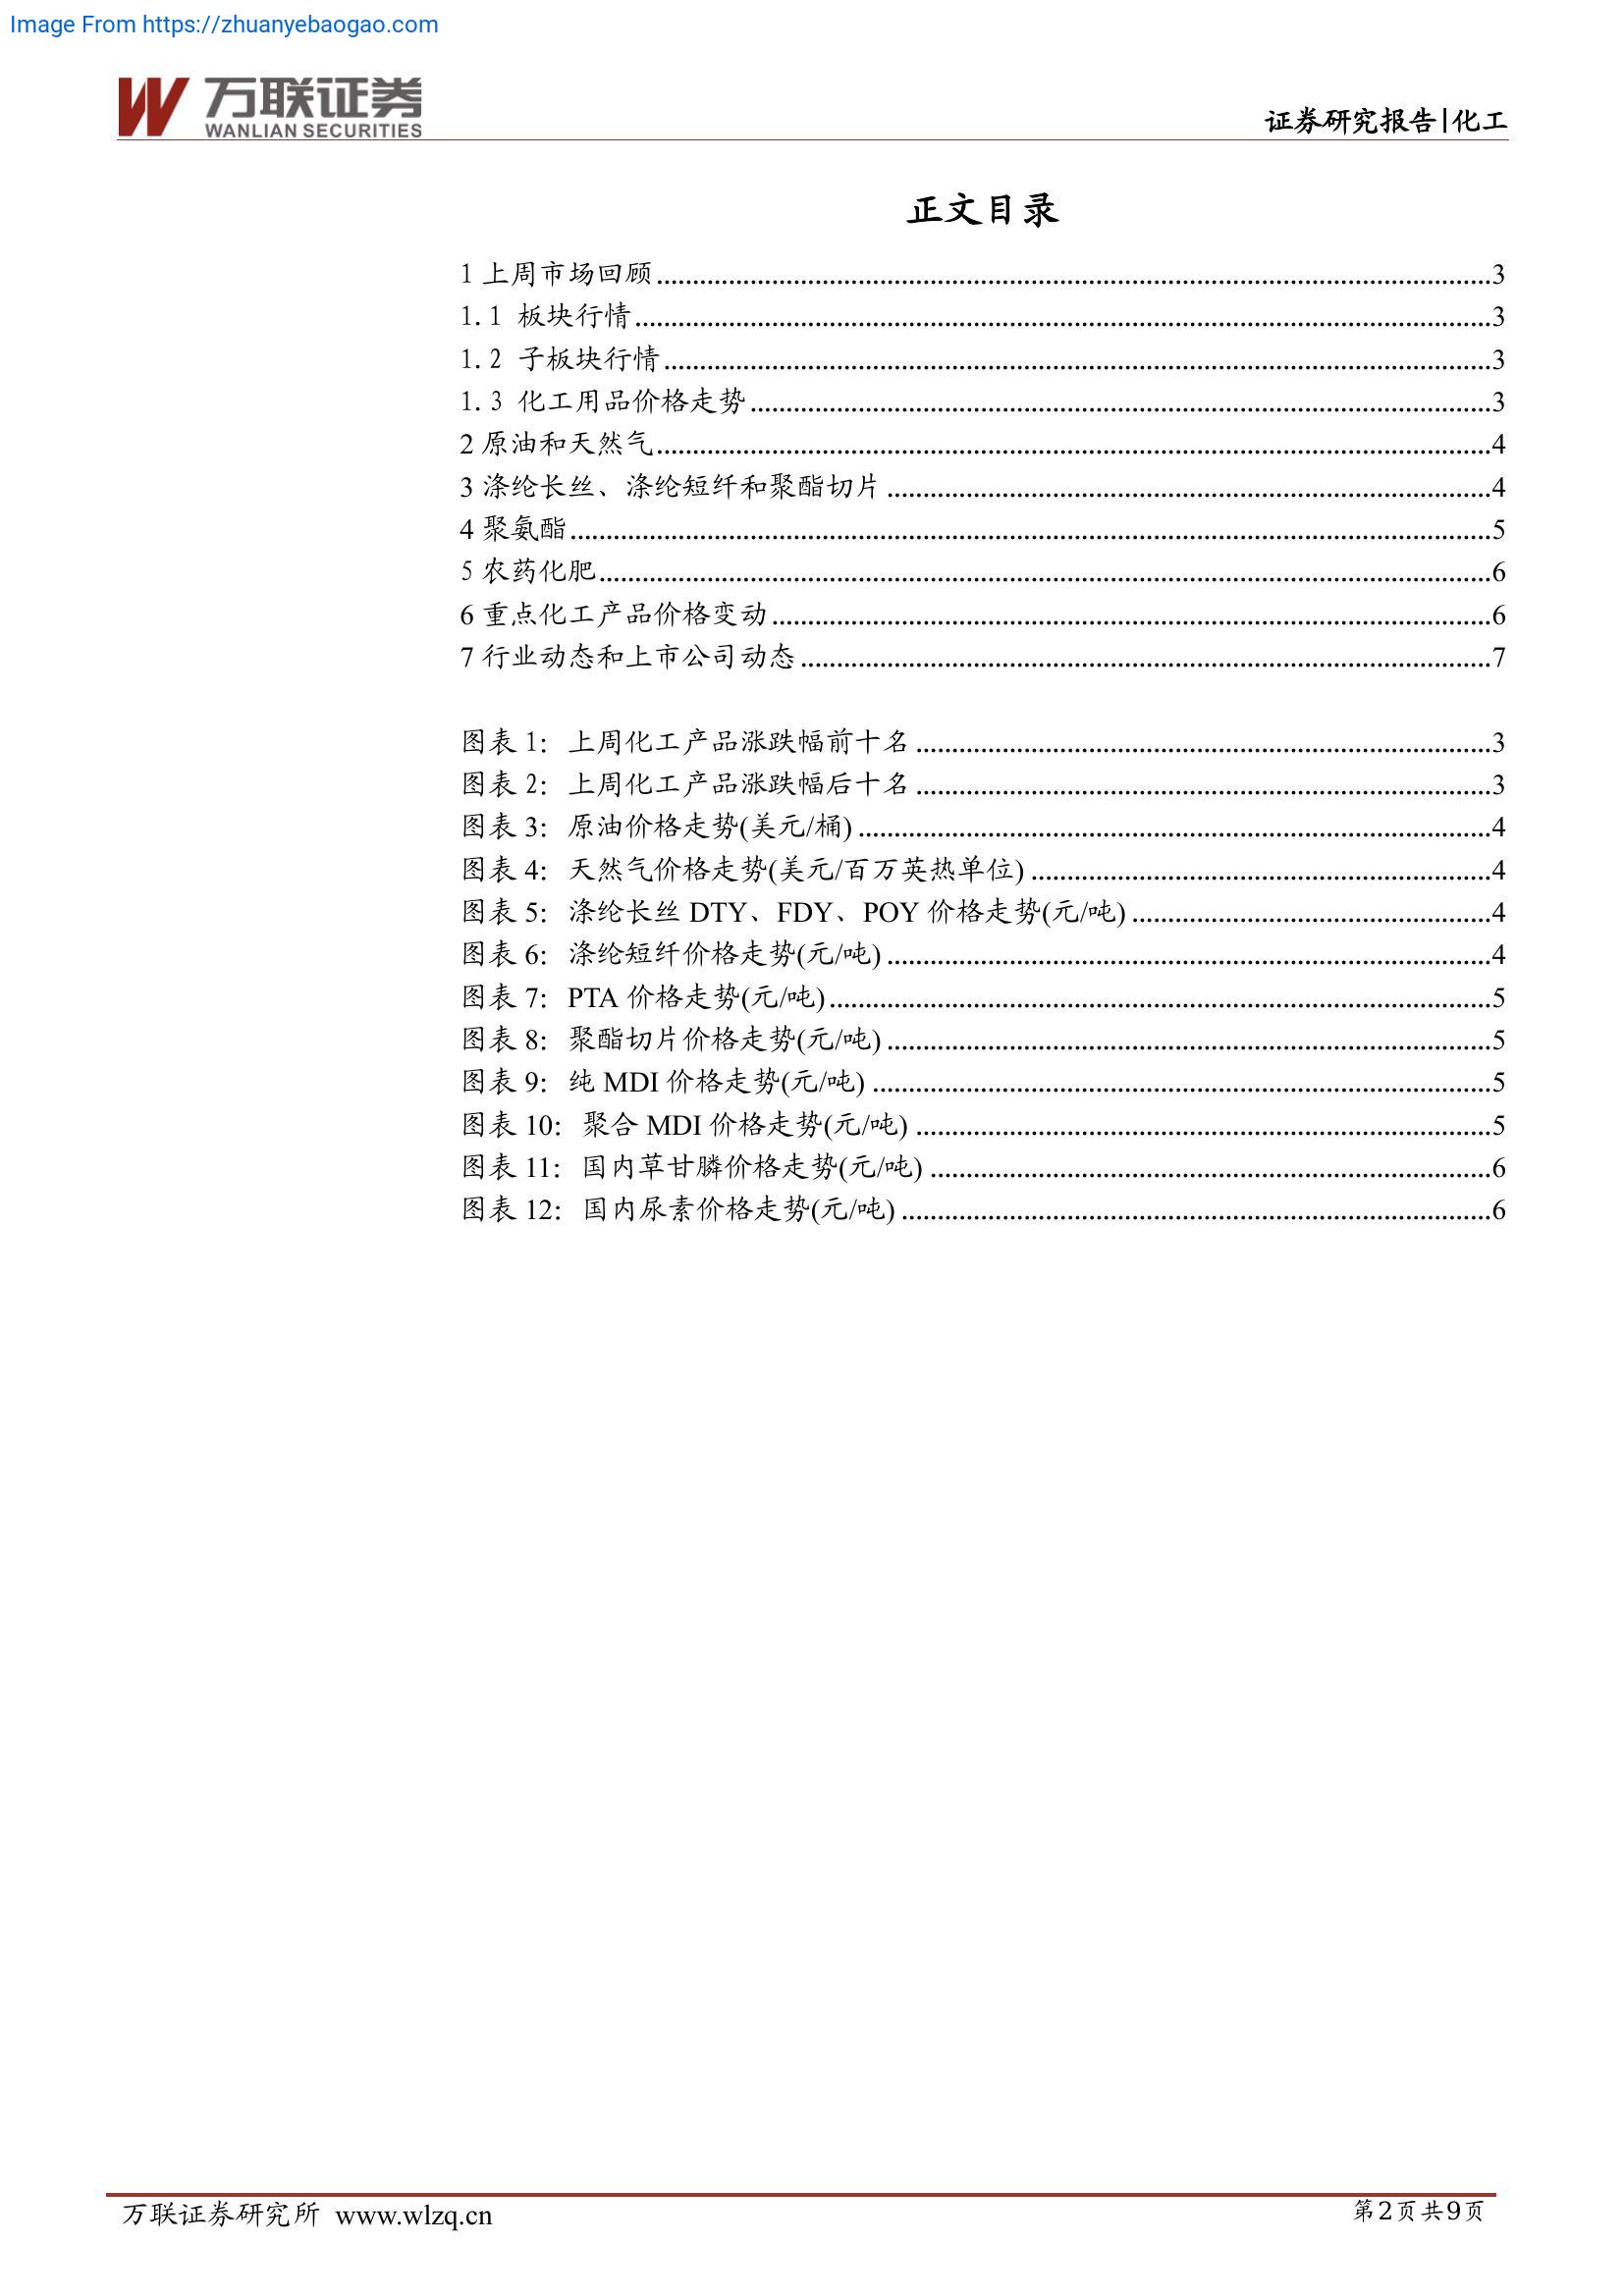 Image From https://zhuanyebaogao.com
万联证券
WANLIAN SECURITIES
证券研究报告|化工
正文目录
1 上周市场回顾 3
1.1 板块行情 3
1.2 子板块行情 3
1.3 化工用品价格走势 3
2 原油和天然气 4
3 涤纶长丝、涤纶短纤和聚酯切片 4
4 聚氨酯 5
5 农药化肥 6
6 重点化工产品价格变动 6
7 行业动态和上市公司动态 7
图表 1：上周化工产品涨跌幅前十名 3
图表 2：上周化工产品涨跌幅后十名 3
图表 3：原油价格走势(美元/桶) 4
图表 4：天然气价格走势(美元/百万英热单位) 4
图表 5：涤纶长丝 DTY、FDY、POY 价格走势(元/吨) 4
图表 6：涤纶短纤价格走势(元/吨) 4
图表 7：PTA 价格走势(元/吨) 5
图表 8：聚酯切片价格走势(元/吨) 5
图表 9：纯 MDI 价格走势(元/吨) 5
图表 10：聚合 MDI 价格走势(元/吨) 5
图表 11：国内草甘膦价格走势(元/吨) 6
图表 12：国内尿素价格走势(元/吨) 6
万联证券研究所 www.wlzq.cn
第2页共9页